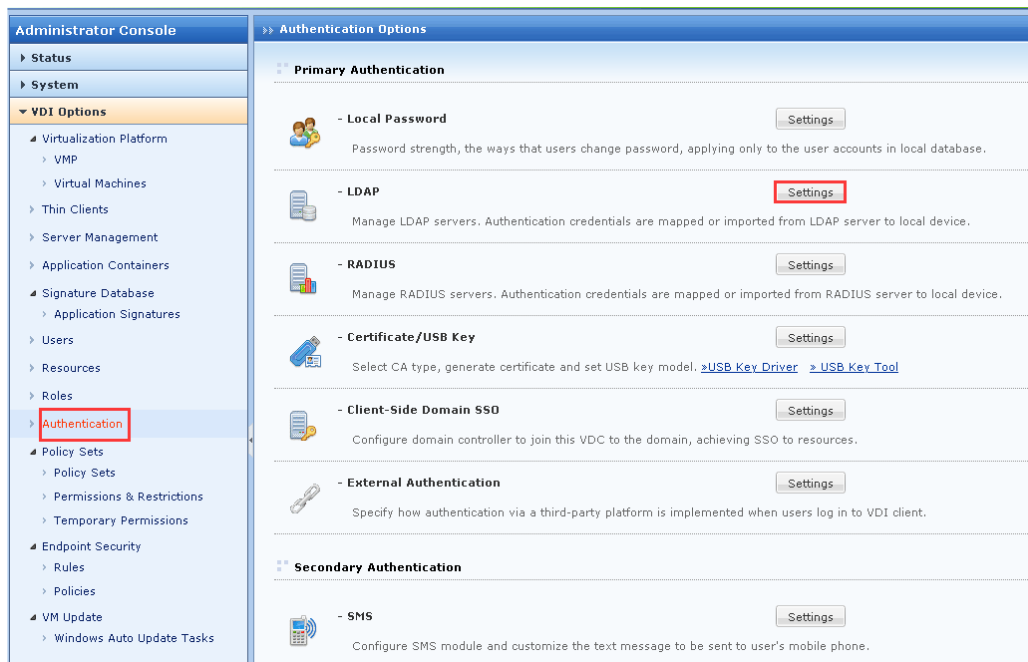 Administrator Console
Status
System
VDI Options
Virtualization Platform
VMP
Virtual Machines
Thin Clients
Server Management
Application Containers
Signature Database
Application Signatures
Users
Resources
Roles
Authentication
Policy Sets
Policy Sets
Permissions & Restrictions
Temporary Permissions
Endpoint Security
Rules
Policies
VM Update
Windows Auto Update Tasks
›› Authentication Options
Primary Authentication
- Local Password Settings
Password strength, the ways that users change password, applying only to the user accounts in local database.
- LDAP Settings
Manage LDAP servers. Authentication credentials are mapped or imported from LDAP server to local device.
- RADIUS Settings
Manage RADIUS servers. Authentication credentials are mapped or imported from RADIUS server to local device.
- Certificate/USB Key Settings
Select CA type, generate certificate and set USB key model. »USB Key Driver » USB Key Tool
- Client-Side Domain SSO Settings
Configure domain controller to join this VDC to the domain, achieving SSO to resources.
- External Authentication Settings
Specify how authentication via a third-party platform is implemented when users log in to VDI client.
Secondary Authentication
- SMS Settings
Configure SMS module and customize the text message to be sent to user's mobile phone.